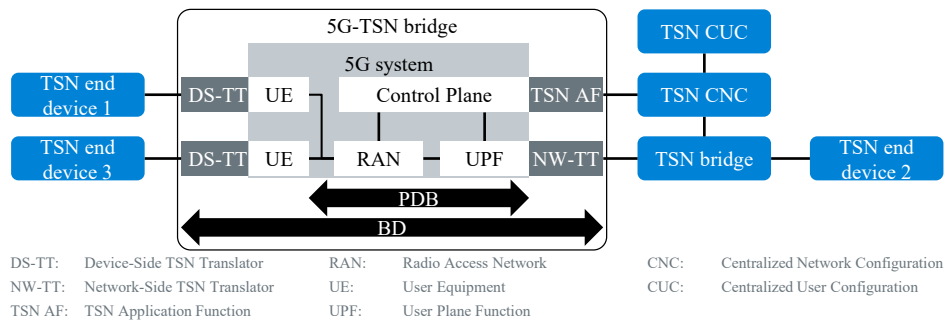 5G-TSN bridge
TSN CUC
5G system
TSN end
device 1
DS-TT
UE
Control Plane
TSN AF
TSN CNC
TSN end
device 3
DS-TT
UE
RAN
UPF
NW-TT
TSN bridge
TSN end
device 2
PDB
BD
DS-TT: Device-Side TSN Translator
RAN: Radio Access Network
CNC: Centralized Network Configuration
NW-TT: Network-Side TSN Translator
UE: User Equipment
CUC: Centralized User Configuration
TSN AF: TSN Application Function
UPF: User Plane Function